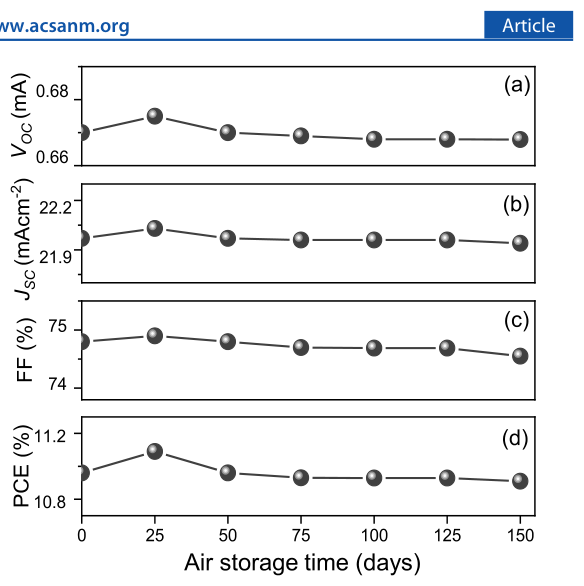 ww.acsanm.org
Article
(a)
0.68
0.66
V_OC (mA)
(b)
22.2
21.9
J_SC (mAcm⁻²)
(c)
75
74
FF (%)
(d)
11.2
10.8
PCE (%)
0 25 50 75 100 125 150
Air storage time (days)